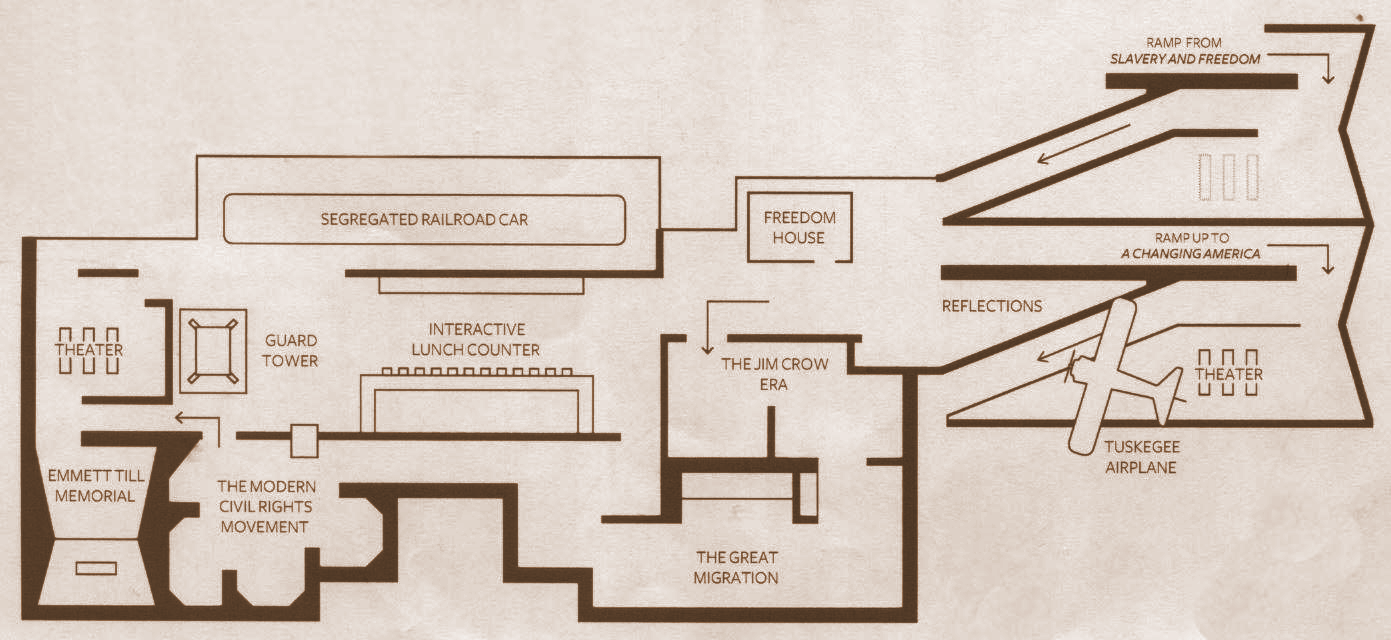 RAMP FROM
SLAVERY AND FREEDOM
SEGREGATED RAILROAD CAR
FREEDOM
HOUSE
RAMP UP TO
A CHANGING AMERICA
REFLECTIONS
INTERACTIVE
LUNCH COUNTER
GUARD
TOWER
THEATER
THE JIM CROW
ERA
THEATER
TUSKEGEE
AIRPLANE
EMMETT TILL
MEMORIAL
THE MODERN
CIVIL RIGHTS
MOVEMENT
THE GREAT
MIGRATION